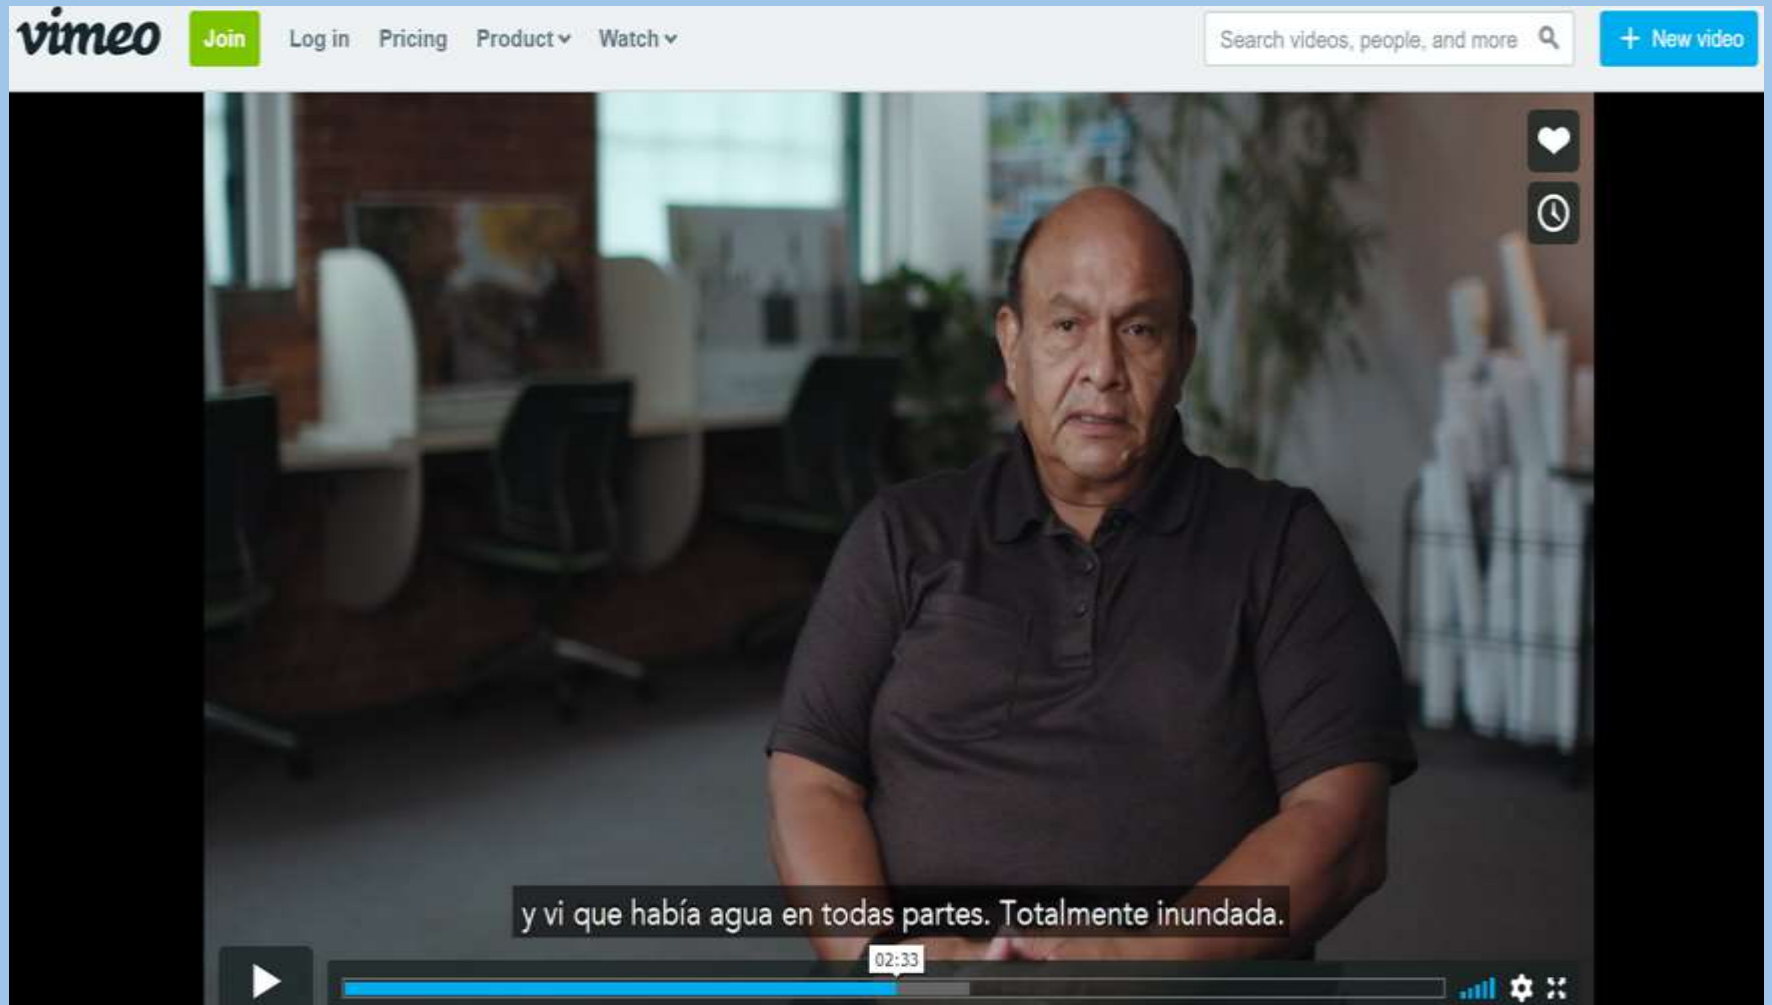 vimeo Join Log in Pricing Product Watch Search videos, people, and more + New video
y vi que había agua en todas partes. Totalmente inundada.
02:33